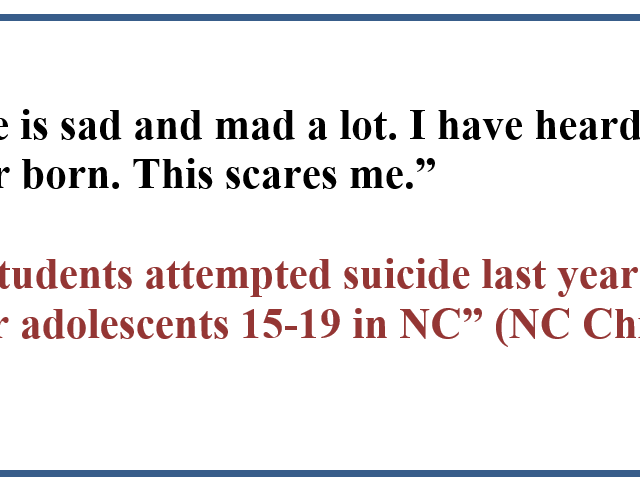 e is sad and mad a lot. I have heard
r born. This scares me.”
tudents attempted suicide last year
r adolescents 15-19 in NC” (NC Chi